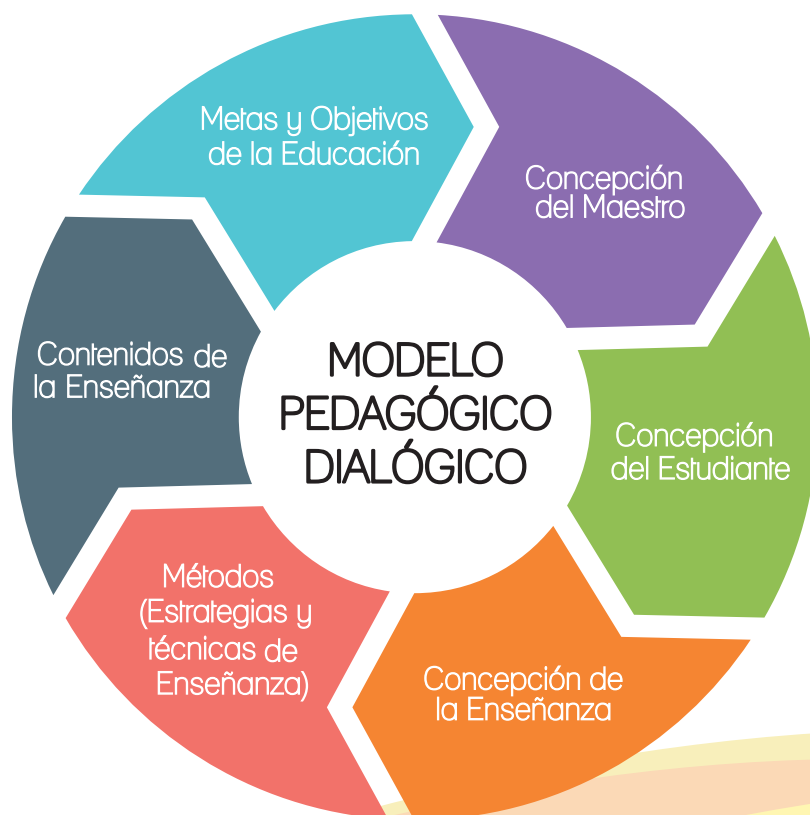 Metas y Objetivos
de la Educación
Concepción
del Maestro
Contenidos de
la Enseñanza
MODELO
PEDAGÓGICO
DIALÓGICO
Concepción
del Estudiante
Métodos
(Estrategias y
técnicas de
Enseñanza)
Concepción de
la Enseñanza